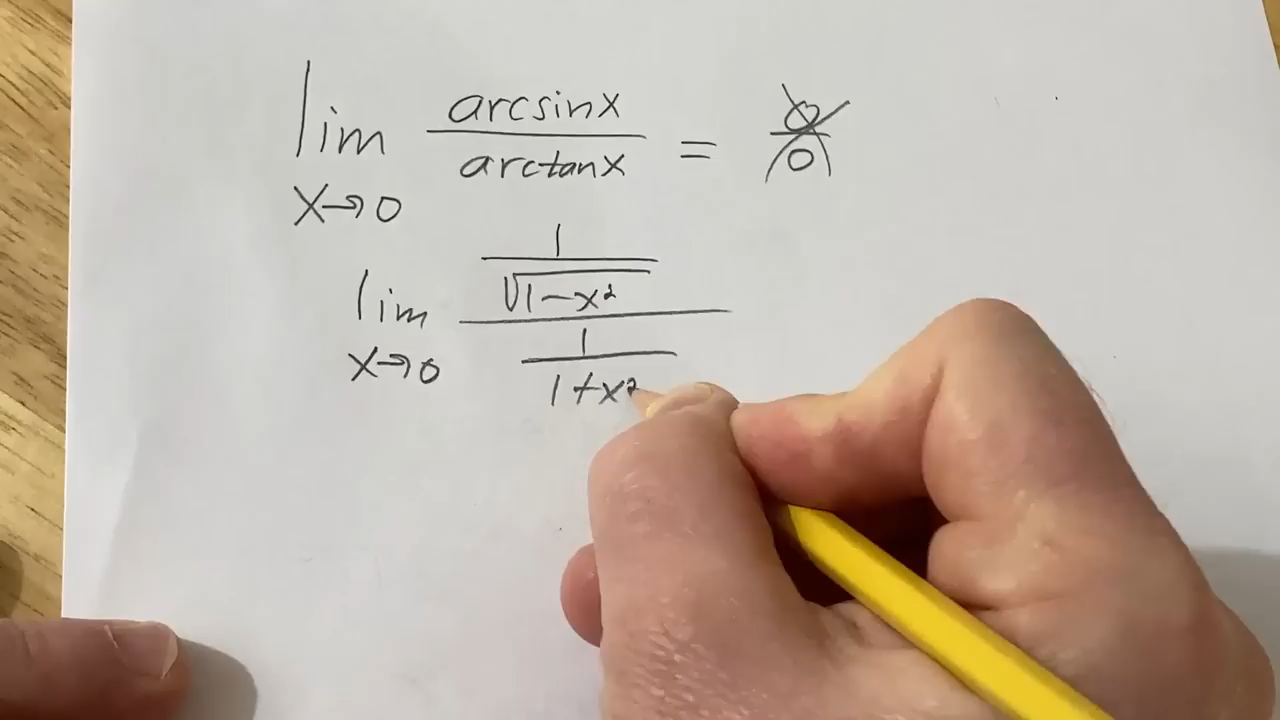 lim x→0 arcsinx / arctanx = 0/0
lim x→0 (1 / √(1-x²)) / (1 / (1+x²))